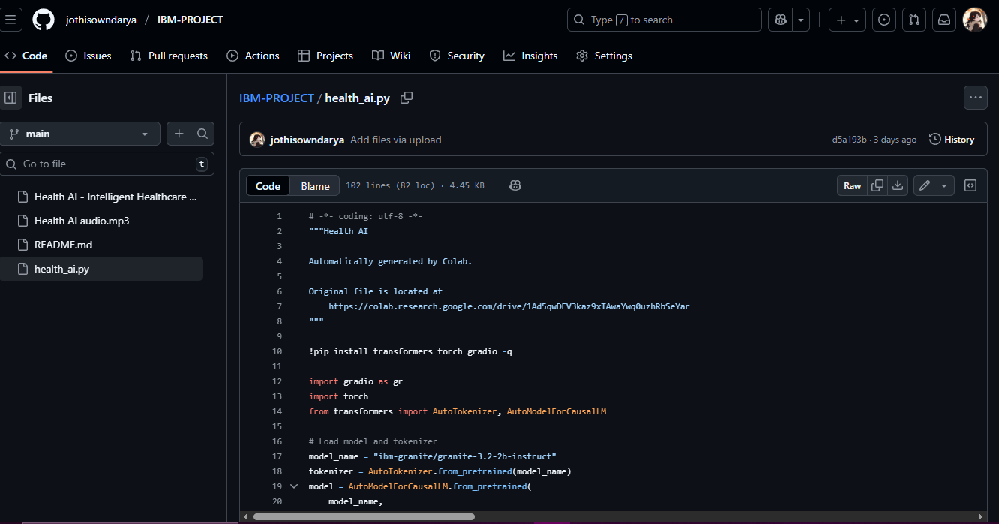 jothisowndarya / IBM-PROJECT
Type / to search
Code
Issues
Pull requests
Actions
Projects
Wiki
Security
Insights
Settings
Files
main
Go to file
t
Health AI - Intelligent Healthcare ...
Health AI audio.mp3
README.md
health_ai.py
IBM-PROJECT / health_ai.py
jothisowndarya Add files via upload
d5a193b · 3 days ago
History
Code
Blame
102 lines (82 loc) · 4.45 KB
Raw
1 # -*- coding: utf-8 -*-
2 """Health AI
3
4 Automatically generated by Colab.
5
6 Original file is located at
7 https://colab.research.google.com/drive/1Ad5qwDFV3kaz9xTAwaYwq0uzhRbSeYar
8 """
9
10 !pip install transformers torch gradio -q
11
12 import gradio as gr
13 import torch
14 from transformers import AutoTokenizer, AutoModelForCausalLM
15
16 # Load model and tokenizer
17 model_name = "ibm-granite/granite-3.2-2b-instruct"
18 tokenizer = AutoTokenizer.from_pretrained(model_name)
19 model = AutoModelForCausalLM.from_pretrained(
20 model_name,